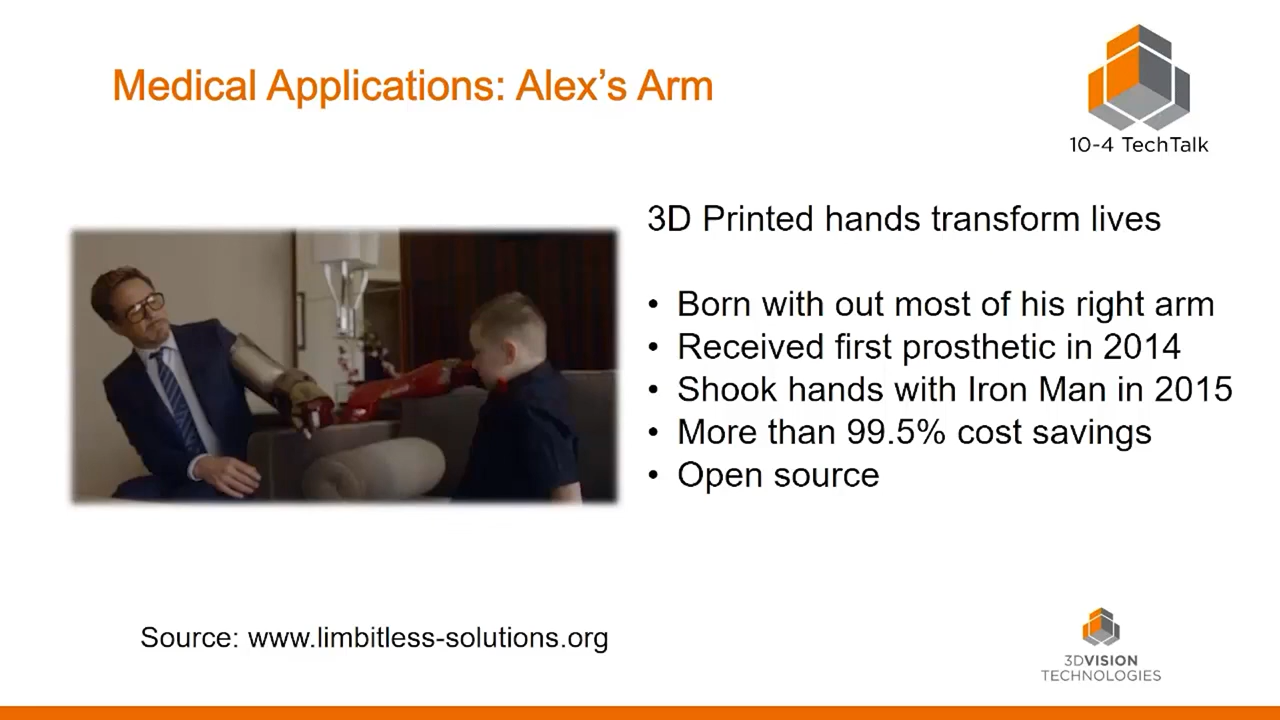 Medical Applications: Alex's Arm
10-4 TechTalk
3D Printed hands transform lives
• Born with out most of his right arm
• Received first prosthetic in 2014
• Shook hands with Iron Man in 2015
• More than 99.5% cost savings
• Open source
Source: www.limbitless-solutions.org
3DVISION
TECHNOLOGIES